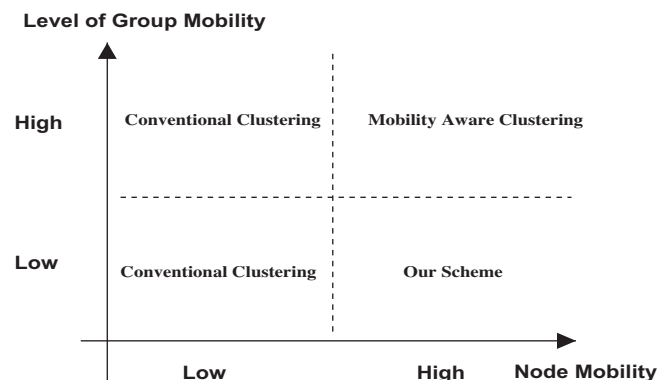 Level of Group Mobility
High
Conventional Clustering
Mobility Aware Clustering
Low
Conventional Clustering
Our Scheme
Low
High
Node Mobility